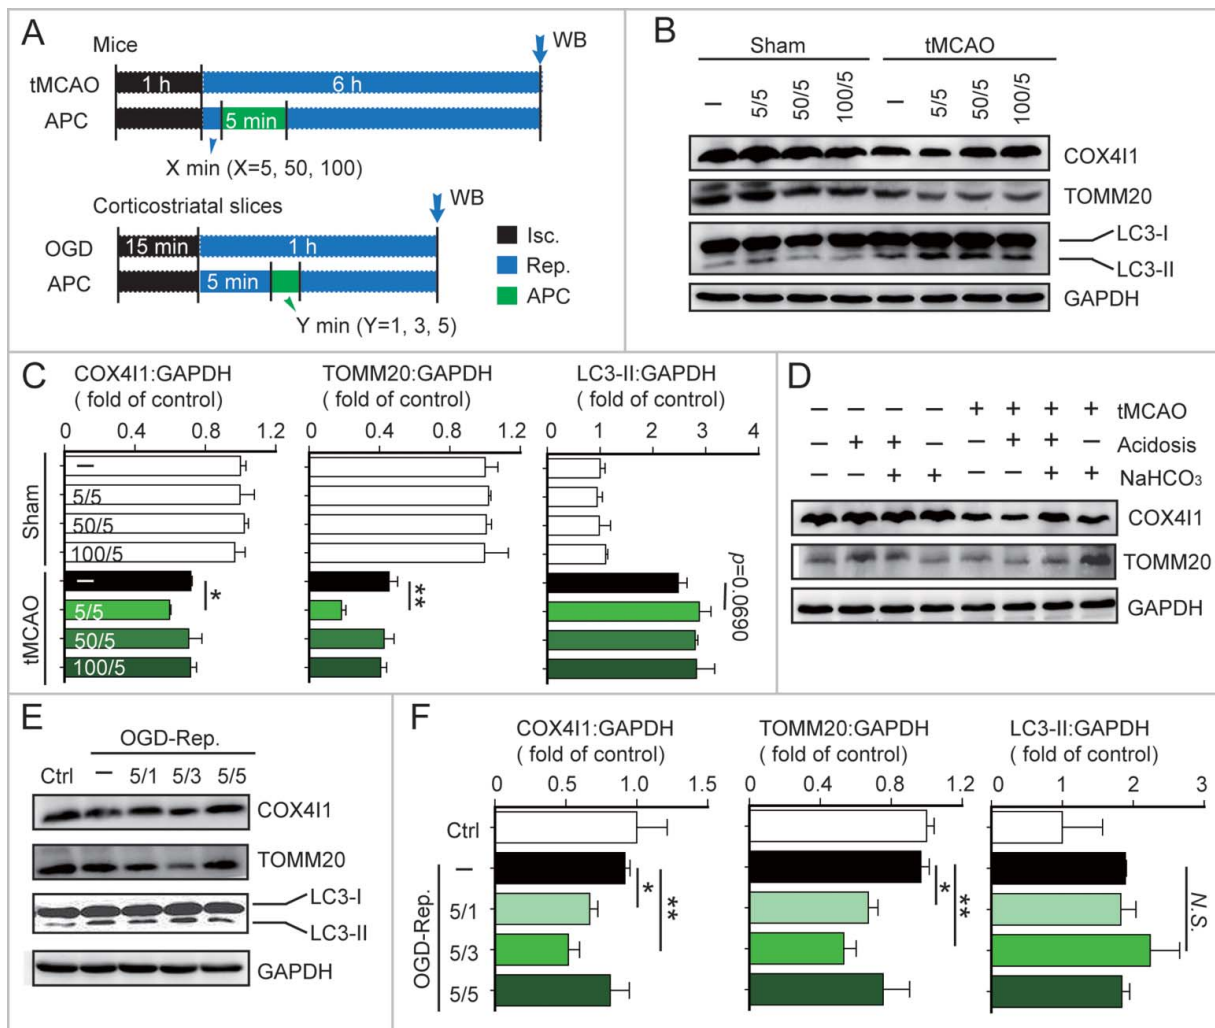 A
Mice
WB
tMCAO
1 h
6 h
APC
5 min
X min (X=5, 50, 100)
Corticostriatal slices
WB
OGD
15 min
1 h
APC
5 min
Y min (Y=1, 3, 5)
Isc.
Rep.
APC
B
Sham tMCAO
— 5/5 50/5 100/5 — 5/5 50/5 100/5
COX4I1
TOMM20
LC3-I
LC3-II
GAPDH
C
COX4I1:GAPDH
( fold of control)
0 0.4 0.8 1.2
Sham
—
5/5
50/5
100/5
tMCAO
—
5/5
50/5
100/5
*
TOMM20:GAPDH
( fold of control)
0 0.4 0.8 1.2
**
LC3-II:GAPDH
( fold of control)
0 1 2 3 4
p=0.0690
D
– – – – + + + + tMCAO
– + + – – + + – Acidosis
– – + + – – + + NaHCO₃
COX4I1
TOMM20
GAPDH
E
OGD-Rep.
Ctrl — 5/1 5/3 5/5
COX4I1
TOMM20
LC3-I
LC3-II
GAPDH
F
COX4I1:GAPDH
( fold of control)
0 0.5 1.0 1.5
Ctrl
OGD-Rep.
—
5/1
5/3
5/5
*
**
TOMM20:GAPDH
( fold of control)
0 0.4 0.8 1.2
*
**
LC3-II:GAPDH
( fold of control)
0 1 2 3
N.S.